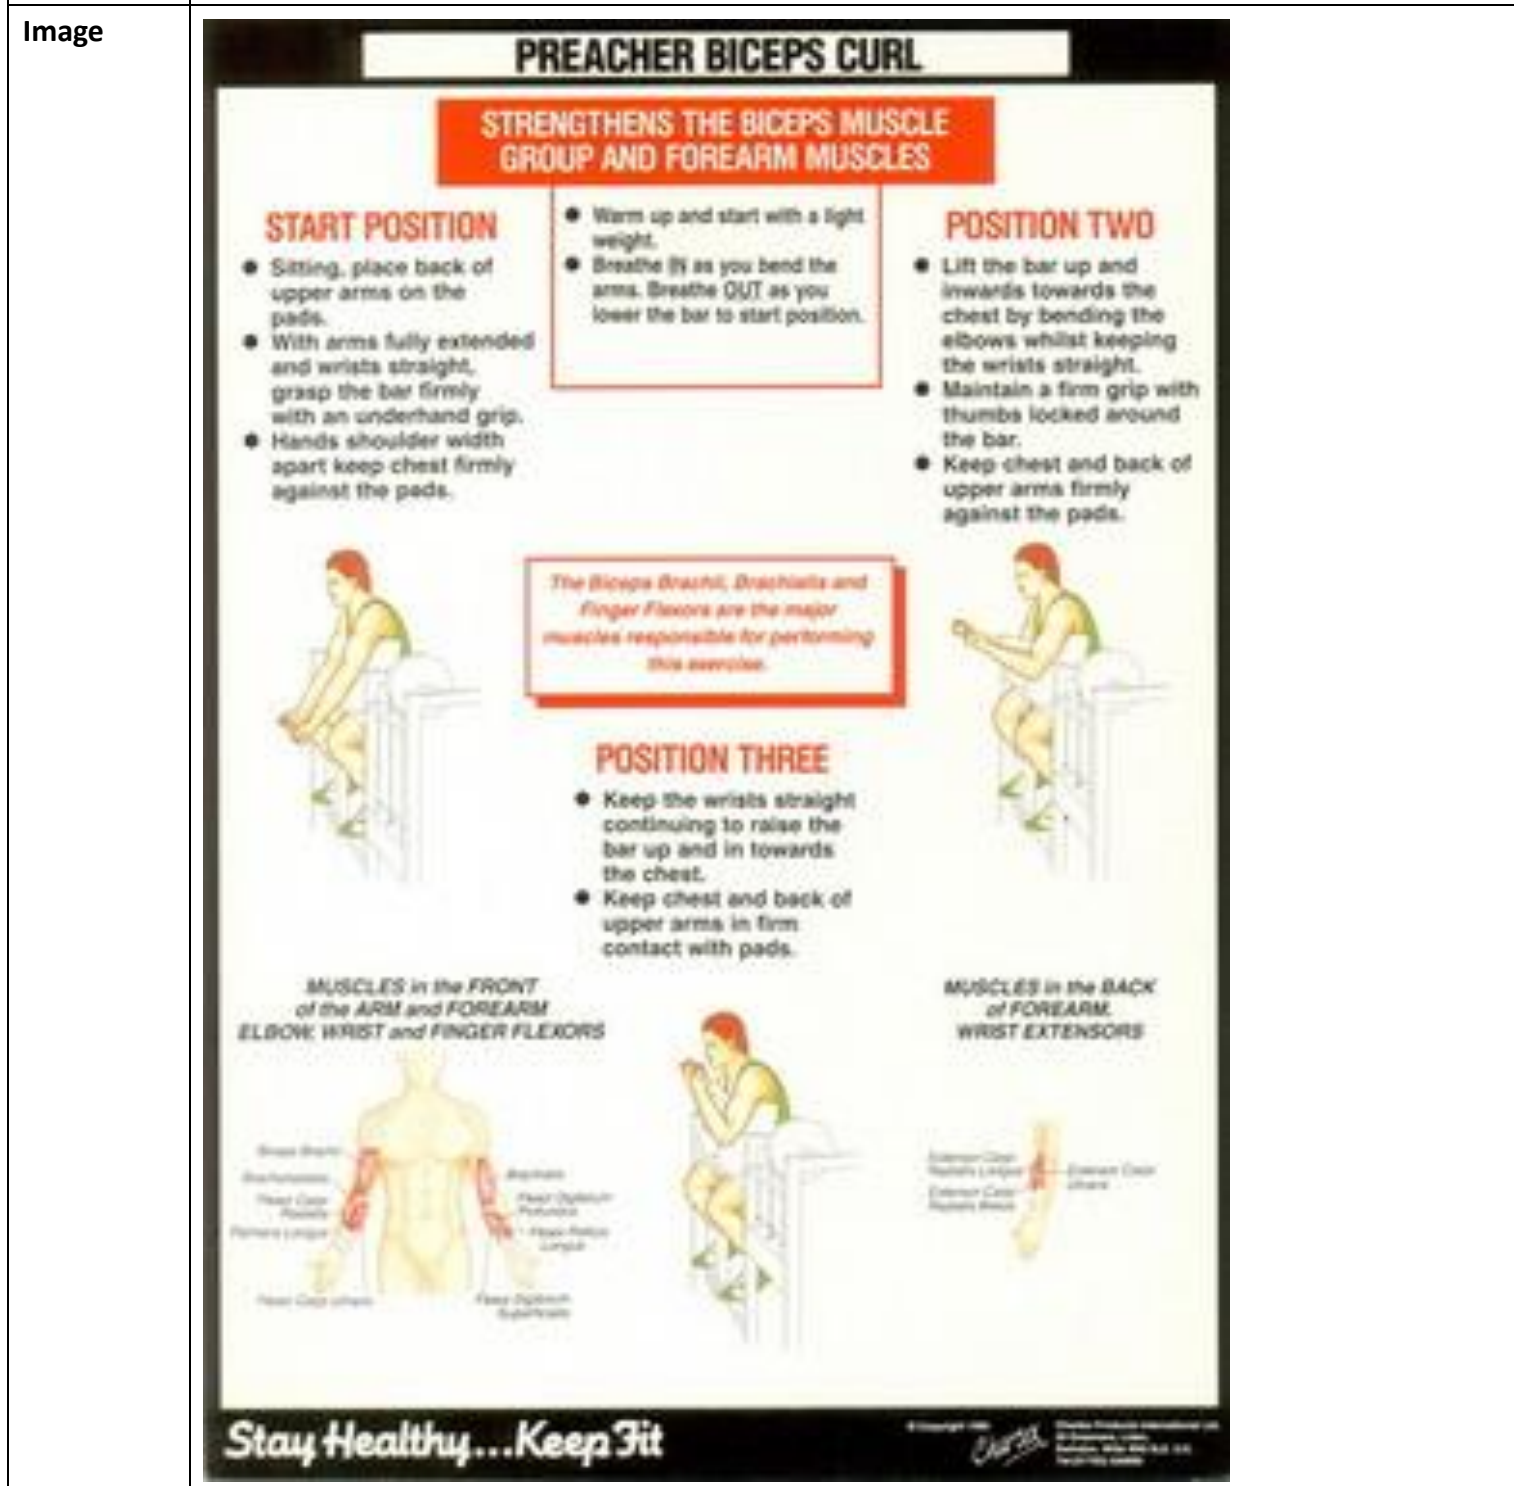 Image
PREACHER BICEPS CURL
STRENGTHENS THE BICEPS MUSCLE
GROUP AND FOREARM MUSCLES
START POSITION
● Sitting, place back of
upper arms on the
pads.
● With arms fully extended
and wrists straight,
grasp the bar firmly
with an underhand grip.
● Hands shoulder width
apart keep chest firmly
against the pads.
● Warm up and start with a light
weight.
● Breathe IN as you bend the
arms. Breathe OUT as you
lower the bar to start position.
POSITION TWO
● Lift the bar up and
inwards towards the
chest by bending the
elbows whilst keeping
the wrists straight.
● Maintain a firm grip with
thumbs locked around
the bar.
● Keep chest and back of
upper arms firmly
against the pads.
The Biceps Brachii, Brachialis and
Finger Flexors are the major
muscles responsible for performing
this exercise.
POSITION THREE
● Keep the wrists straight
continuing to raise the
bar up and in towards
the chest.
● Keep chest and back of
upper arms in firm
contact with pads.
MUSCLES in the FRONT
of the ARM and FOREARM
ELBOW, WRIST and FINGER FLEXORS
MUSCLES in the BACK
of FOREARM.
WRIST EXTENSORS
Stay Healthy...Keep Fit